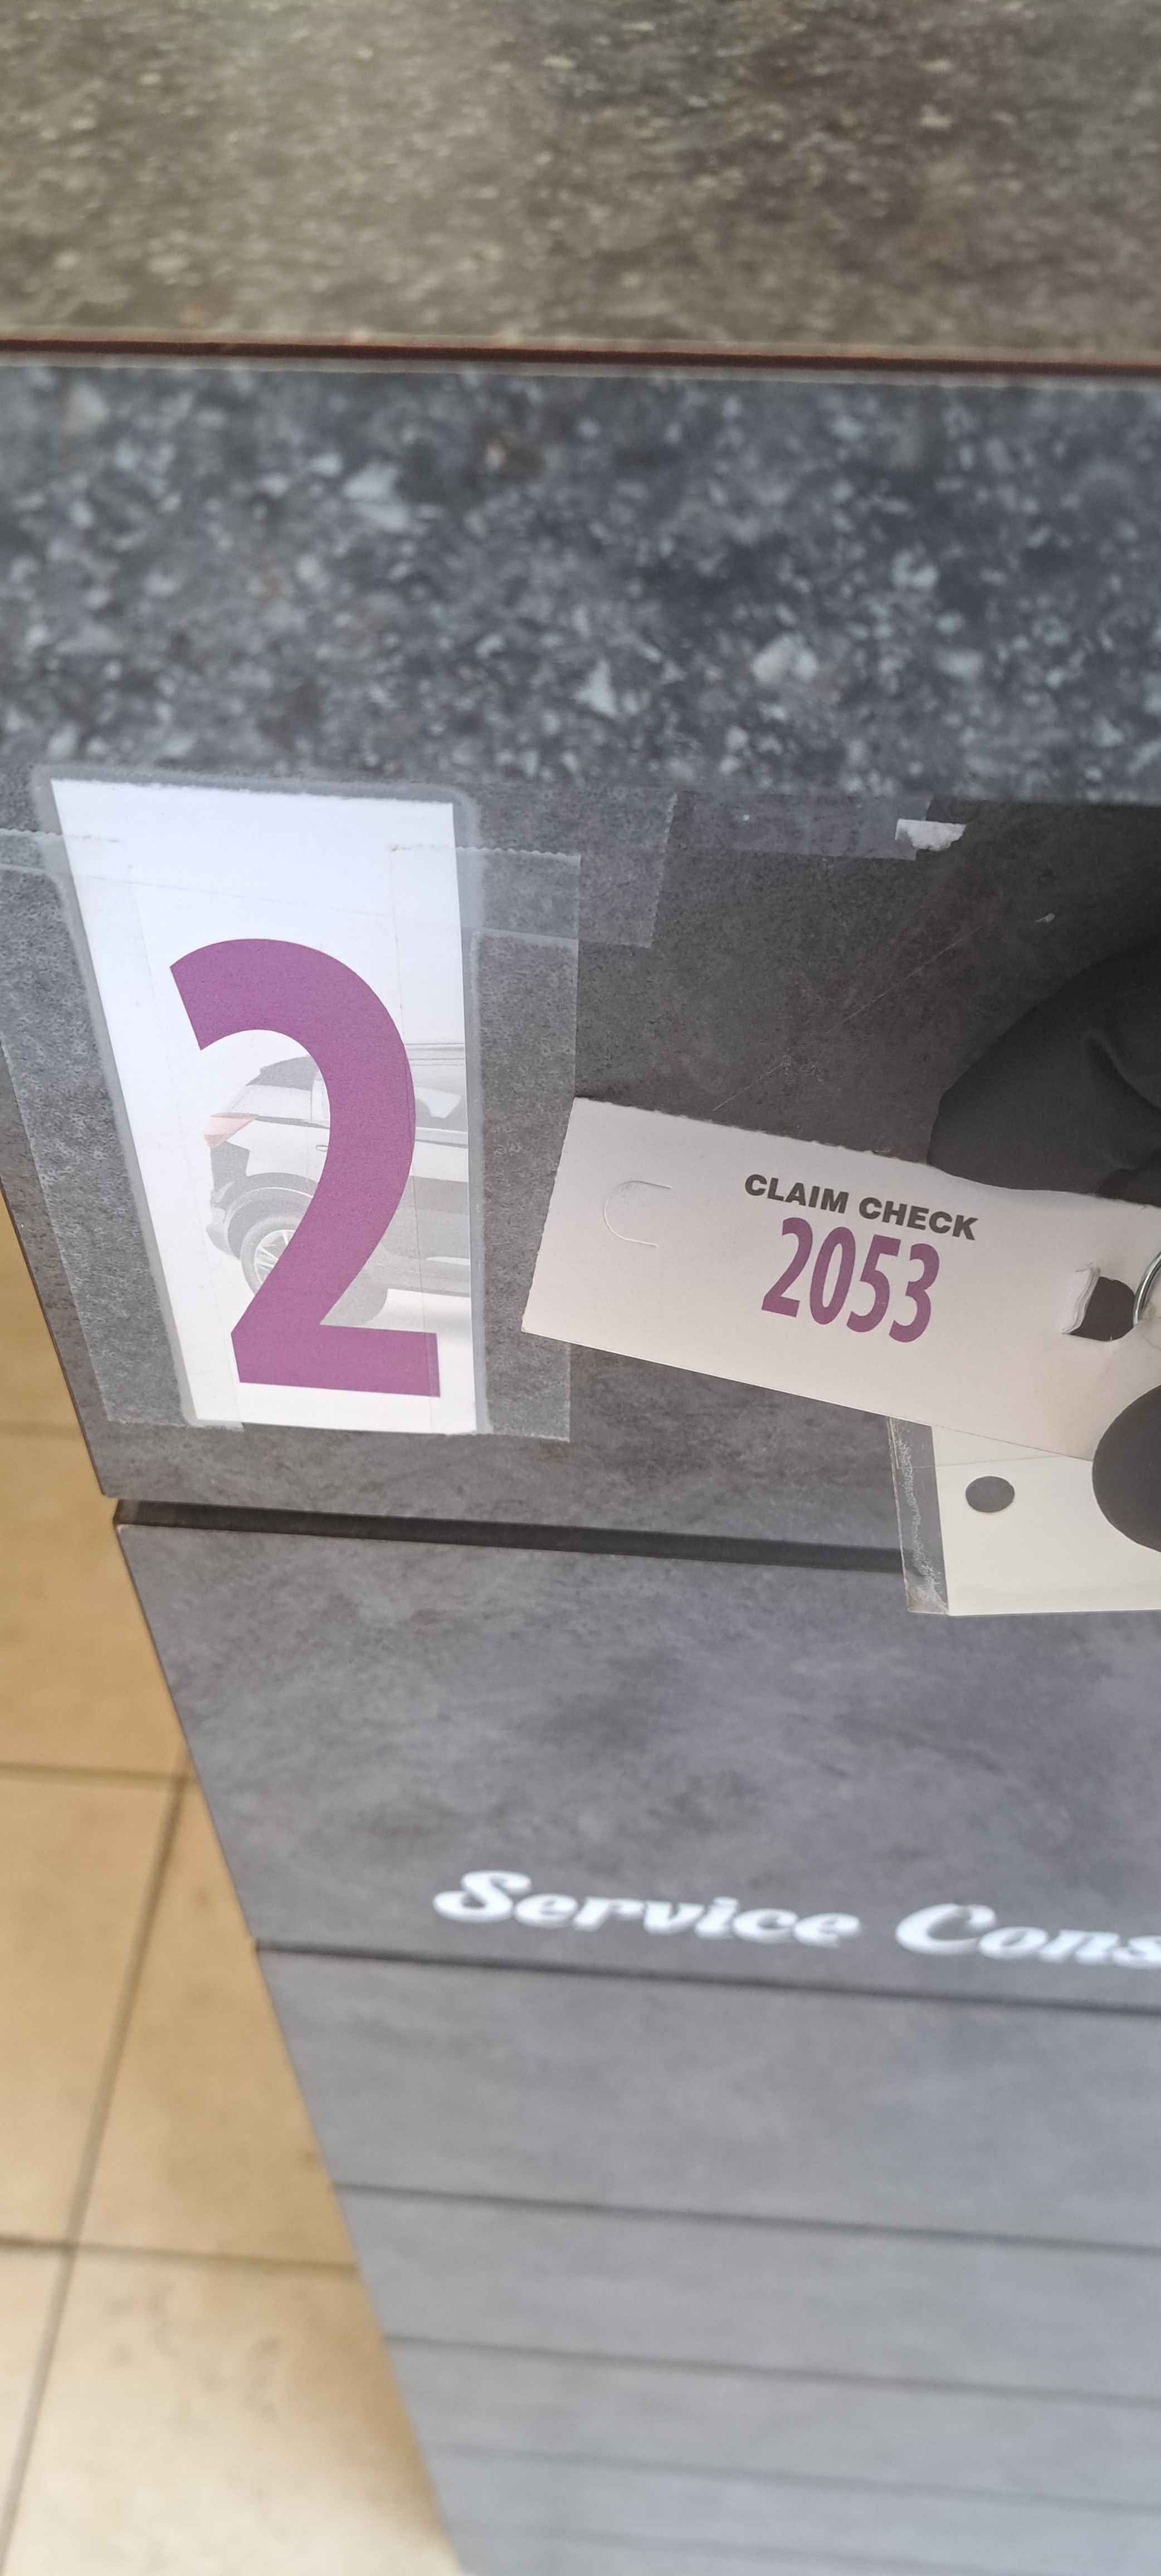 2
CLAIM CHECK
2053
Service